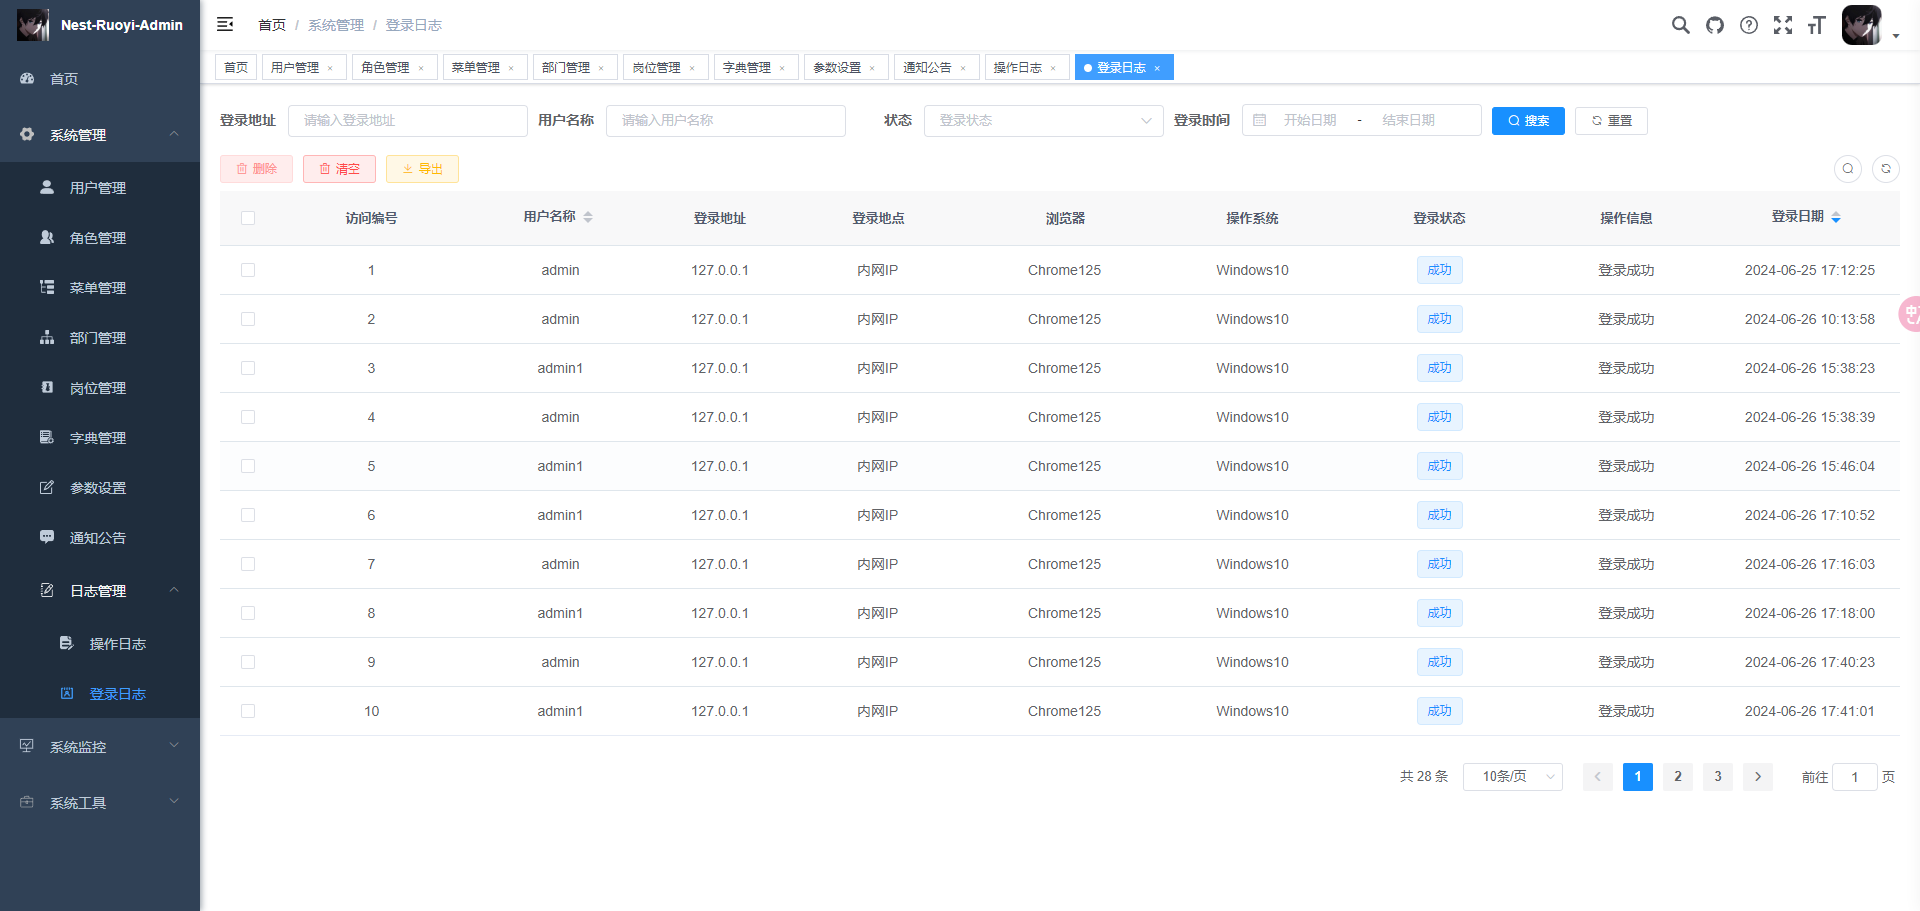 Nest-Ruoyi-Admin
首页
系统管理
用户管理
角色管理
菜单管理
部门管理
岗位管理
字典管理
参数设置
通知公告
日志管理
操作日志
登录日志
系统监控
系统工具
首页 / 系统管理 / 登录日志
首页 用户管理 × 角色管理 × 菜单管理 × 部门管理 × 岗位管理 × 字典管理 × 参数设置 × 通知公告 × 操作日志 × 登录日志 ×
登录地址 请输入登录地址 用户名称 请输入用户名称 状态 登录状态 登录时间 开始日期 - 结束日期 搜索 重置
删除 清空 导出
访问编号 用户名称 登录地址 登录地点 浏览器 操作系统 登录状态 操作信息 登录日期
1 admin 127.0.0.1 内网IP Chrome125 Windows10 成功 登录成功 2024-06-25 17:12:25
2 admin 127.0.0.1 内网IP Chrome125 Windows10 成功 登录成功 2024-06-26 10:13:58
3 admin1 127.0.0.1 内网IP Chrome125 Windows10 成功 登录成功 2024-06-26 15:38:23
4 admin 127.0.0.1 内网IP Chrome125 Windows10 成功 登录成功 2024-06-26 15:38:39
5 admin1 127.0.0.1 内网IP Chrome125 Windows10 成功 登录成功 2024-06-26 15:46:04
6 admin1 127.0.0.1 内网IP Chrome125 Windows10 成功 登录成功 2024-06-26 17:10:52
7 admin 127.0.0.1 内网IP Chrome125 Windows10 成功 登录成功 2024-06-26 17:16:03
8 admin1 127.0.0.1 内网IP Chrome125 Windows10 成功 登录成功 2024-06-26 17:18:00
9 admin 127.0.0.1 内网IP Chrome125 Windows10 成功 登录成功 2024-06-26 17:40:23
10 admin1 127.0.0.1 内网IP Chrome125 Windows10 成功 登录成功 2024-06-26 17:41:01
共 28 条 10条/页 1 2 3 前往 1 页